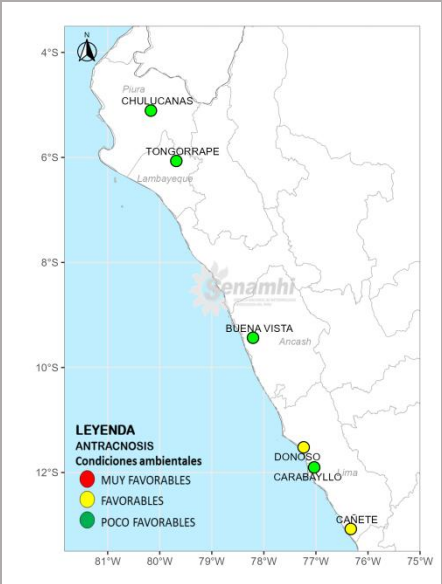 N
4°S
Piura
CHULUCANAS
6°S
TONGORRAPE
Lambayeque
8°S
Senamhi
BUENA VISTA
Ancash
10°S
LEYENDA
ANTRACNOSIS
Condiciones ambientales
MUY FAVORABLES
FAVORABLES
POCO FAVORABLES
DONOSO
12°S
Lima
CARABAYLLO
CAÑETE
81°W 80°W 79°W 78°W 77°W 76°W 75°W